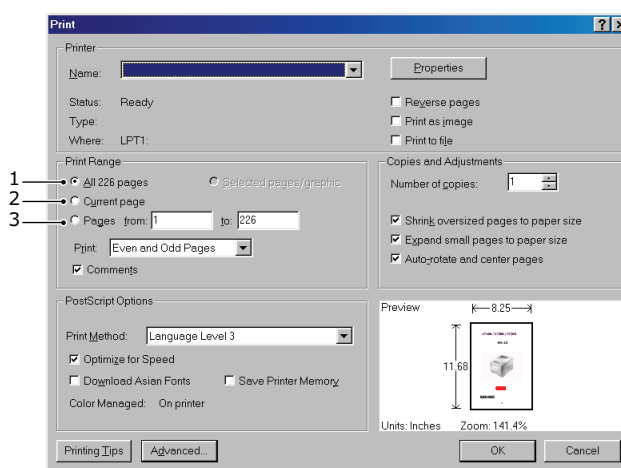 Print
Printer
Name:
Properties
Status: Ready
Reverse pages
Type:
Print as image
Where: LPT1:
Print to file
Print Range
Copies and Adjustments
1
All 226 pages
Selected pages/graphic
Number of copies: 1
2
Current page
3
Pages from: 1 to: 226
Shrink oversized pages to paper size
Print: Even and Odd Pages
Expand small pages to paper size
Comments
Auto-rotate and center pages
PostScript Options
Preview
8.25
Print Method: Language Level 3
Optimize for Speed
11.68
Download Asian Fonts
Save Printer Memory
Color Managed: On printer
Units: Inches Zoom: 141.4%
Printing Tips
Advanced...
OK
Cancel